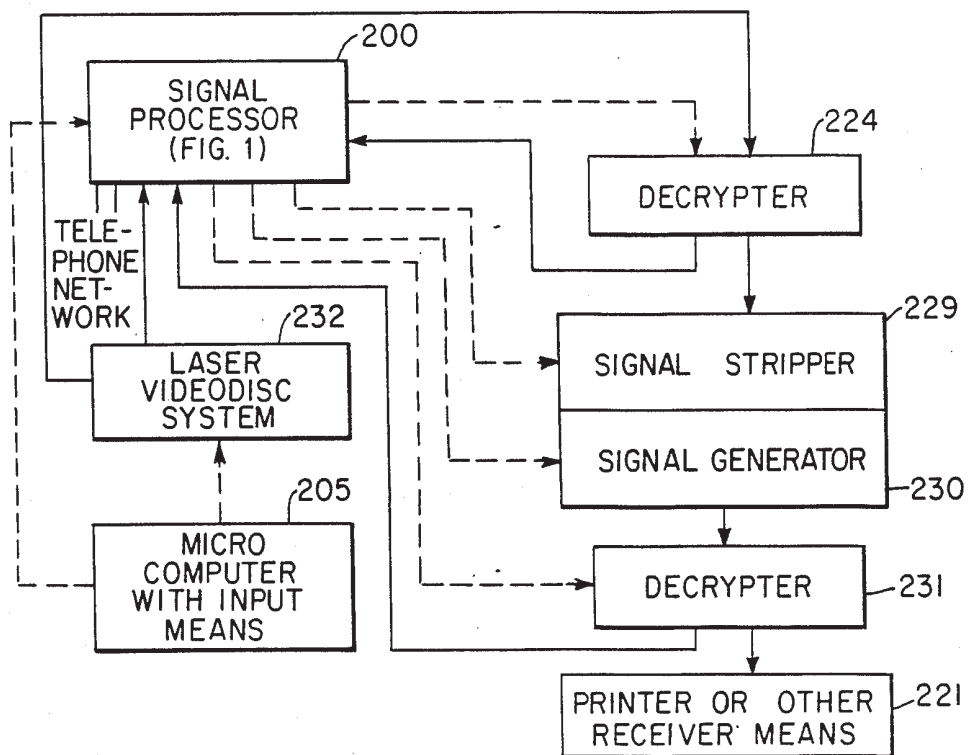 200
SIGNAL
PROCESSOR
(FIG. 1)
224
DECRYPTER
TELE-
PHONE
NET-
WORK
232
LASER
VIDEODISC
SYSTEM
229
SIGNAL STRIPPER
SIGNAL GENERATOR
230
205
MICRO
COMPUTER
WITH INPUT
MEANS
DECRYPTER
231
PRINTER OR OTHER
RECEIVER MEANS
221